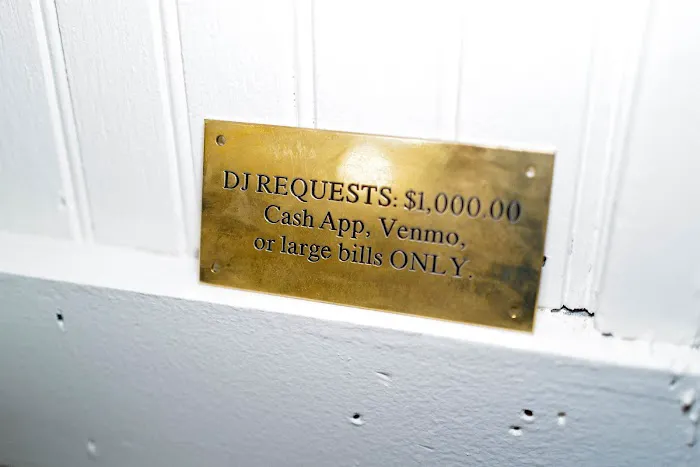 DJ REQUESTS: $1,000.00
Cash App, Venmo,
or large bills ONLY.